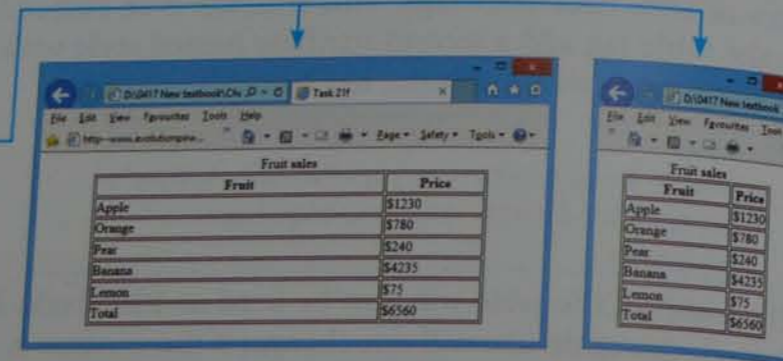 D:\0417 New textbook\Cha
Task 21f
File Edit View Favourites Tools Help
Page Safety Tools
Fruit sales
Fruit Price
Apple $1230
Orange $780
Pear $240
Banana $4235
Lemon $75
Total $6560
D:\0417 New textbook
File Edit View Favourites Too
Fruit sales
Fruit Price
Apple $1230
Orange $780
Pear $240
Banana $4235
Lemon $75
Total $6560